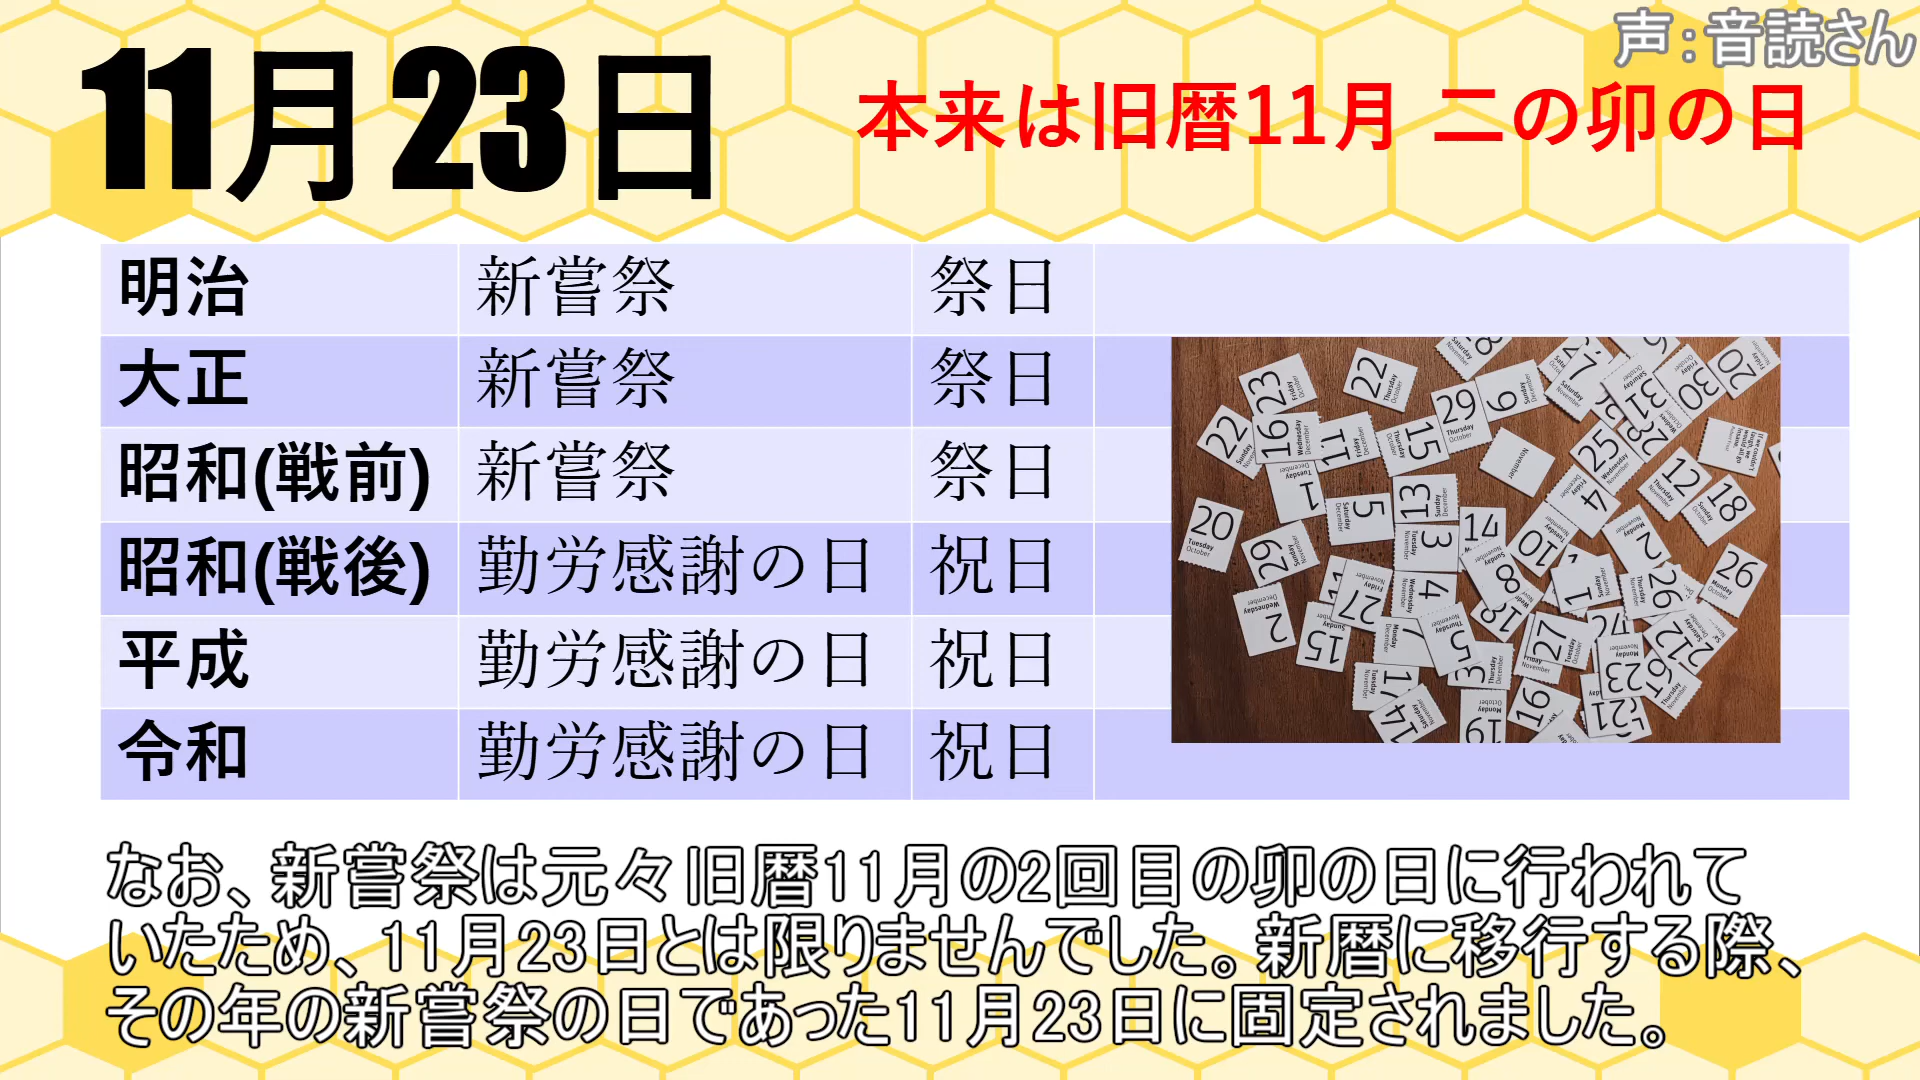 声：音読さん
11月23日
本来は旧暦11月 二の卯の日
明治 新嘗祭 祭日
大正 新嘗祭 祭日
昭和(戦前) 新嘗祭 祭日
昭和(戦後) 勤労感謝の日 祝日
平成 勤労感謝の日 祝日
令和 勤労感謝の日 祝日
なお、新嘗祭は元々旧暦11月の2回目の卯の日に行われて
いたため、11月23日とは限りませんでした。新暦に移行する際、
その年の新嘗祭の日であった11月23日に固定されました。